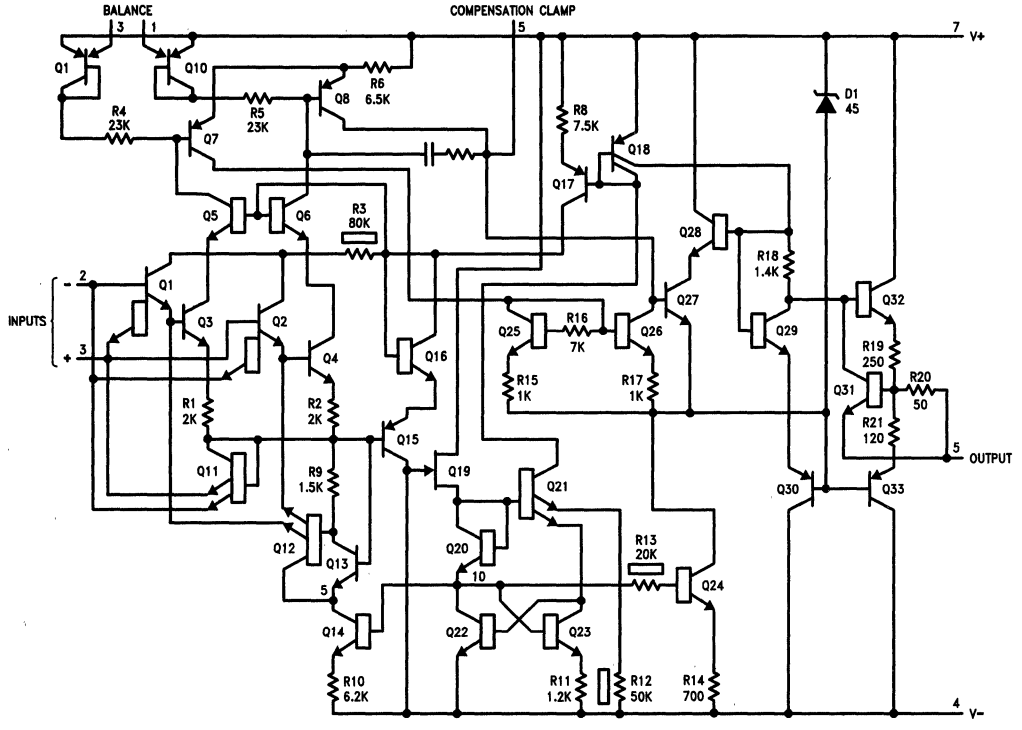 BALANCE
3 1
COMPENSATION CLAMP
5
7 V+
Q1
Q10
R6
6.5K
Q8
D1
45
R4
23K
R5
23K
Q7
R8
7.5K
Q18
Q17
Q5
Q6
R3
80K
Q28
R18
1.4K
INPUTS
- 2
+ 3
Q1
Q3
Q2
Q4
Q16
Q25
R16
7K
Q26
Q27
Q29
Q32
R19
250
R15
1K
R17
1K
Q31
R20
50
R1
2K
R2
2K
R21
120
Q15
Q11
R9
1.5K
Q19
Q21
5 OUTPUT
Q30
Q33
Q12
Q13
Q20
R13
20K
5
10
Q24
Q14
Q22
Q23
R10
6.2K
R11
1.2K
R12
50K
R14
700
4 V-